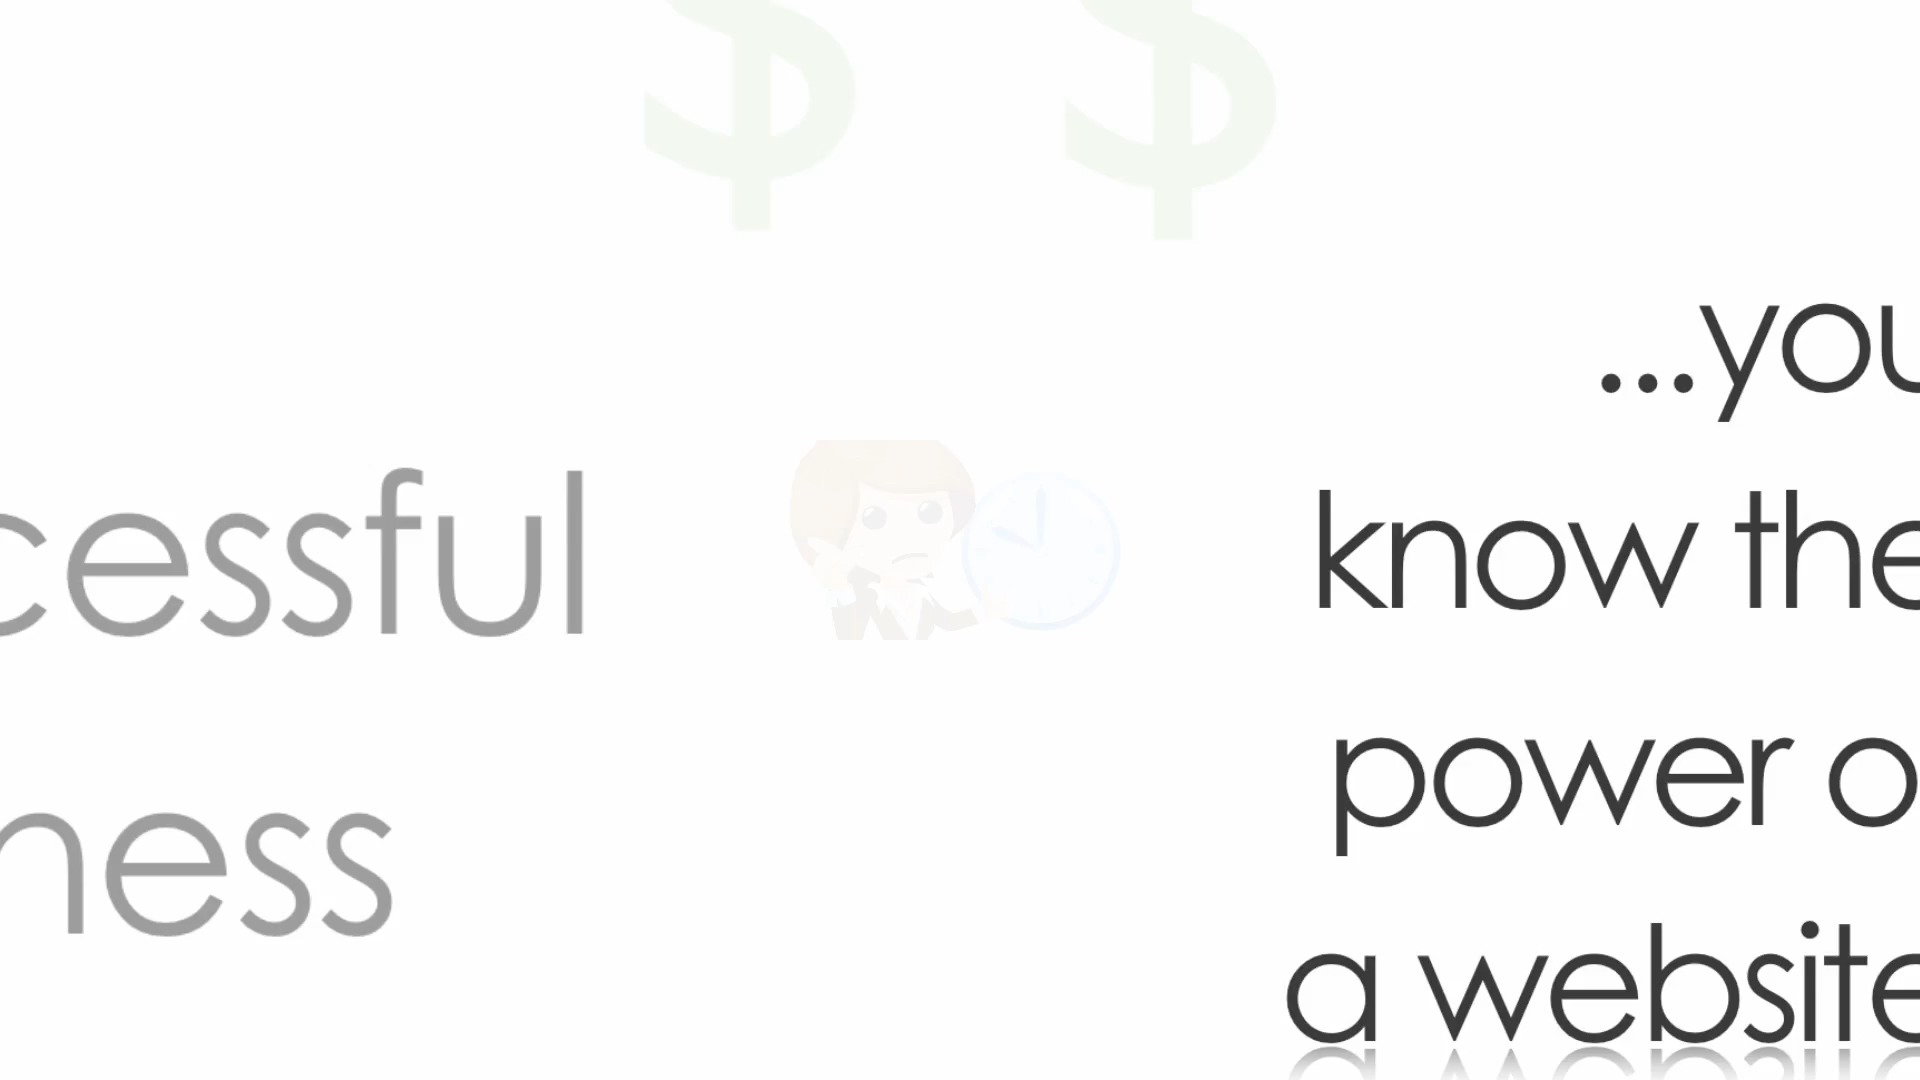 $ $
cessful
ness
...you
know the
power o
a website